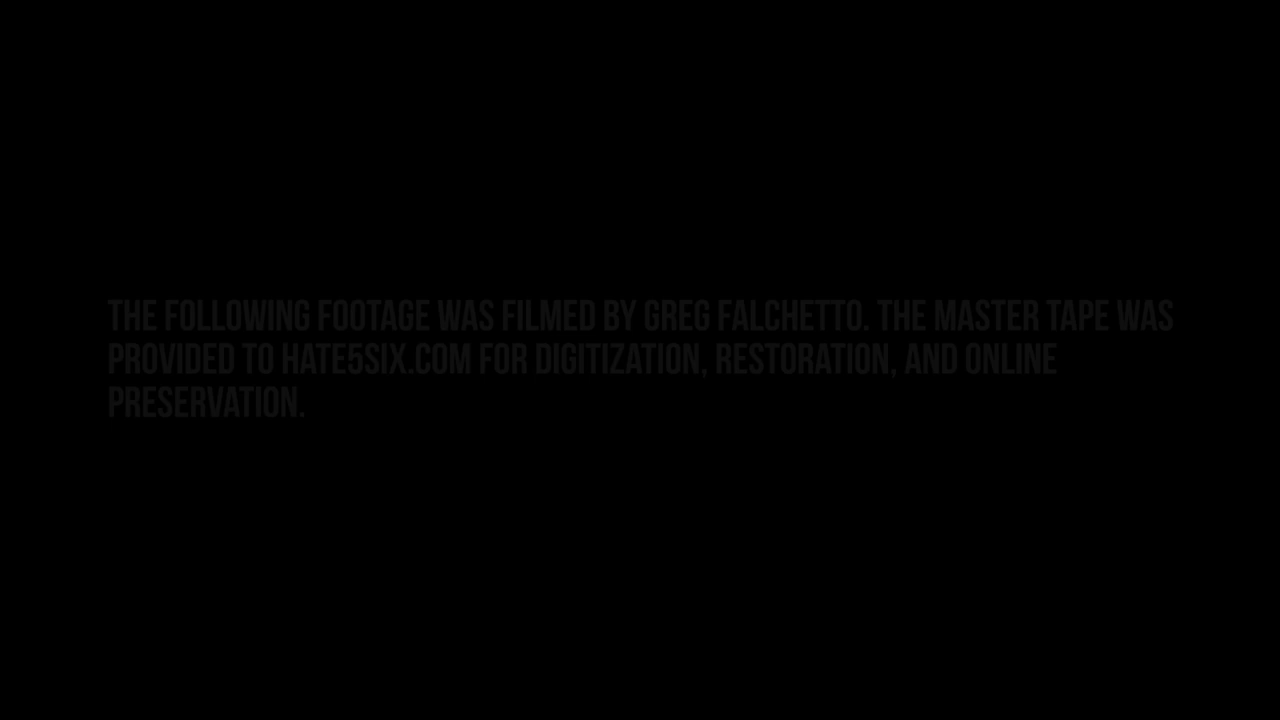 THE FOLLOWING FOOTAGE WAS FILMED BY GREG FALCHETTO. THE MASTER TAPE WAS
PROVIDED TO HATE5SIX.COM FOR DIGITIZATION, RESTORATION, AND ONLINE
PRESERVATION.